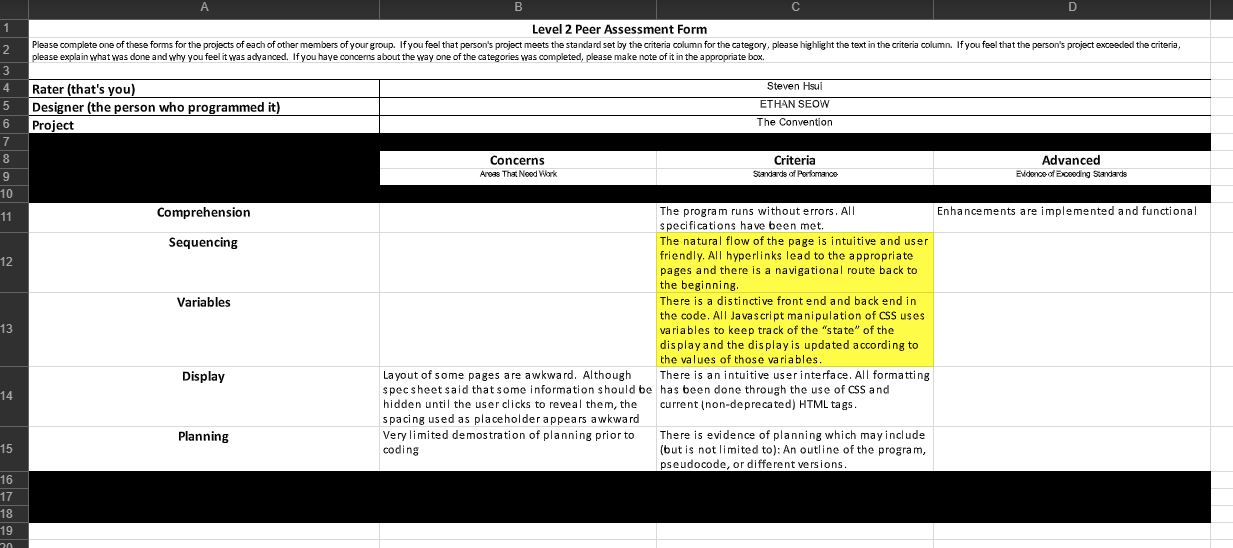 A B C D
1 Level 2 Peer Assessment Form
2 Please complete one of these forms for the projects of each of other members of your group. If you feel that person's project meets the standard set by the criteria column for the category, please highlight the text in the criteria column. If you feel that the person's project exceeded the criteria,
please explain what was done and why you feel it was advanced. If you have concerns about the way one of the categories was completed, please make note of it in the appropriate box.
3
4 Rater (that's you) Steven Hsui
5 Designer (the person who programmed it) ETHAN SEOW
6 Project The Convention
7
8 Concerns Criteria Advanced
9 Areas That Need Work Standards of Perfomance Evidence of Exceeding Standards
10
11 Comprehension The program runs without errors. All Enhancements are implemented and functional
specifications have been met.
12 Sequencing The natural flow of the page is intuitive and user
friendly. All hyperlinks lead to the appropriate
pages and there is a navigational route back to
the beginning.
13 Variables There is a distinctive front end and back end in
the code. All Javascript manipulation of CSS uses
variables to keep track of the “state” of the
display and the display is updated according to
the values of those variables.
14 Display Layout of some pages are awkward. Although There is an intuitive user interface. All formatting
spec sheet said that some information should be has been done through the use of CSS and
hidden until the user clicks to reveal them, the current (non-deprecated) HTML tags.
spacing used as placeholder appears awkward
15 Planning Very limited demostration of planning prior to There is evidence of planning which may include
coding (but is not limited to): An outline of the program,
pseudocode, or different versions.
16
17
18
19
20